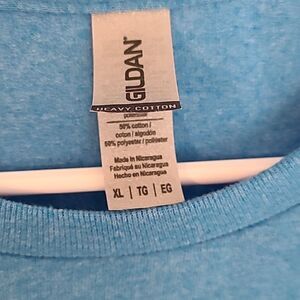 GILDAN®
HEAVY COTTON
polyester
50% cotton /
coton / algodón
50% polyester / poliéster
Made in Nicaragua
Fabriqué au Nicaragua
Hecho en Nicaragua
XL | TG | EG